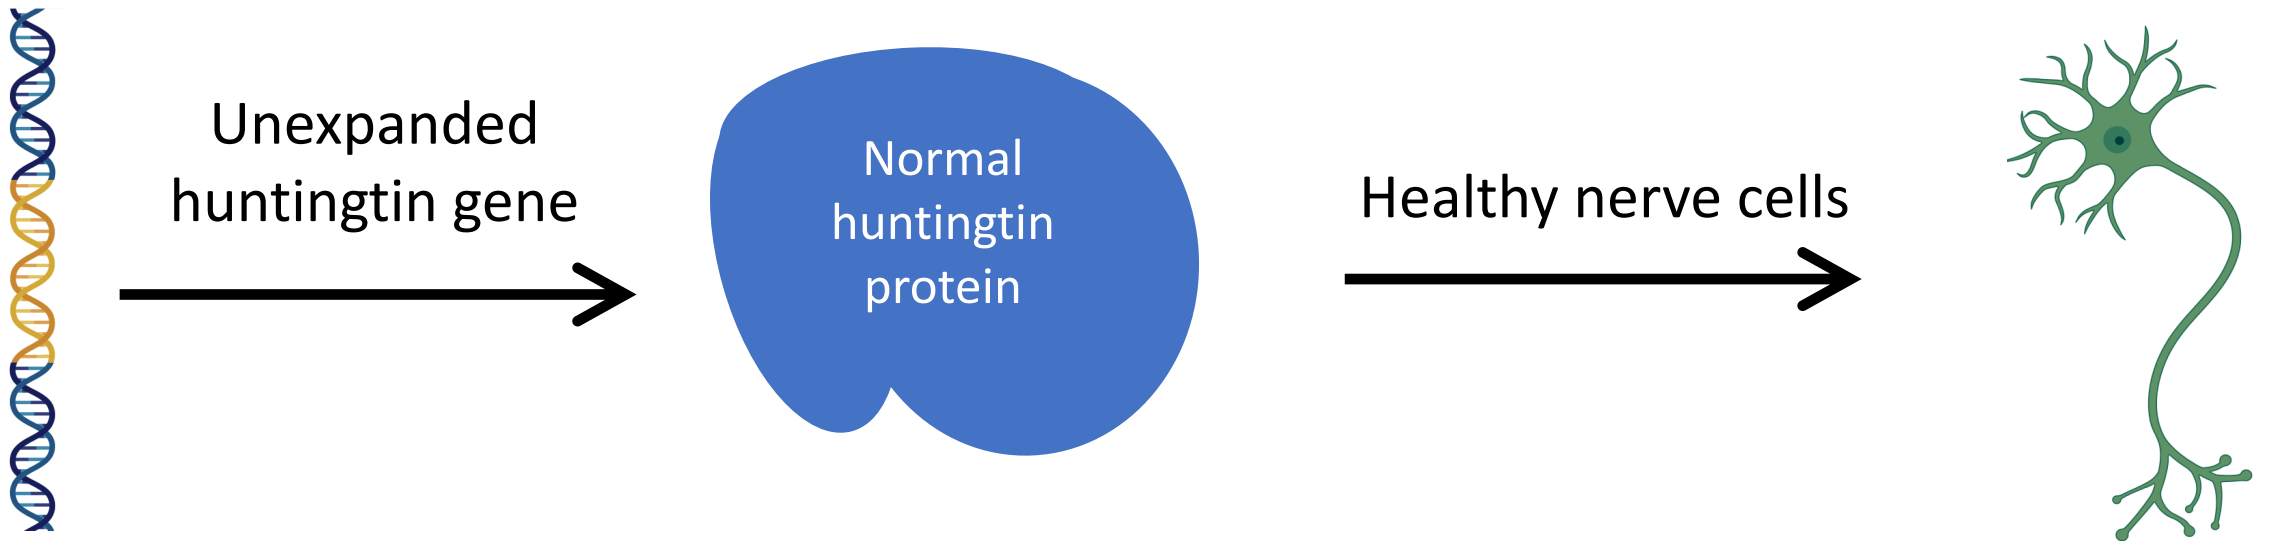 Unexpanded
huntingtin gene
Normal
huntingtin
protein
Healthy nerve cells